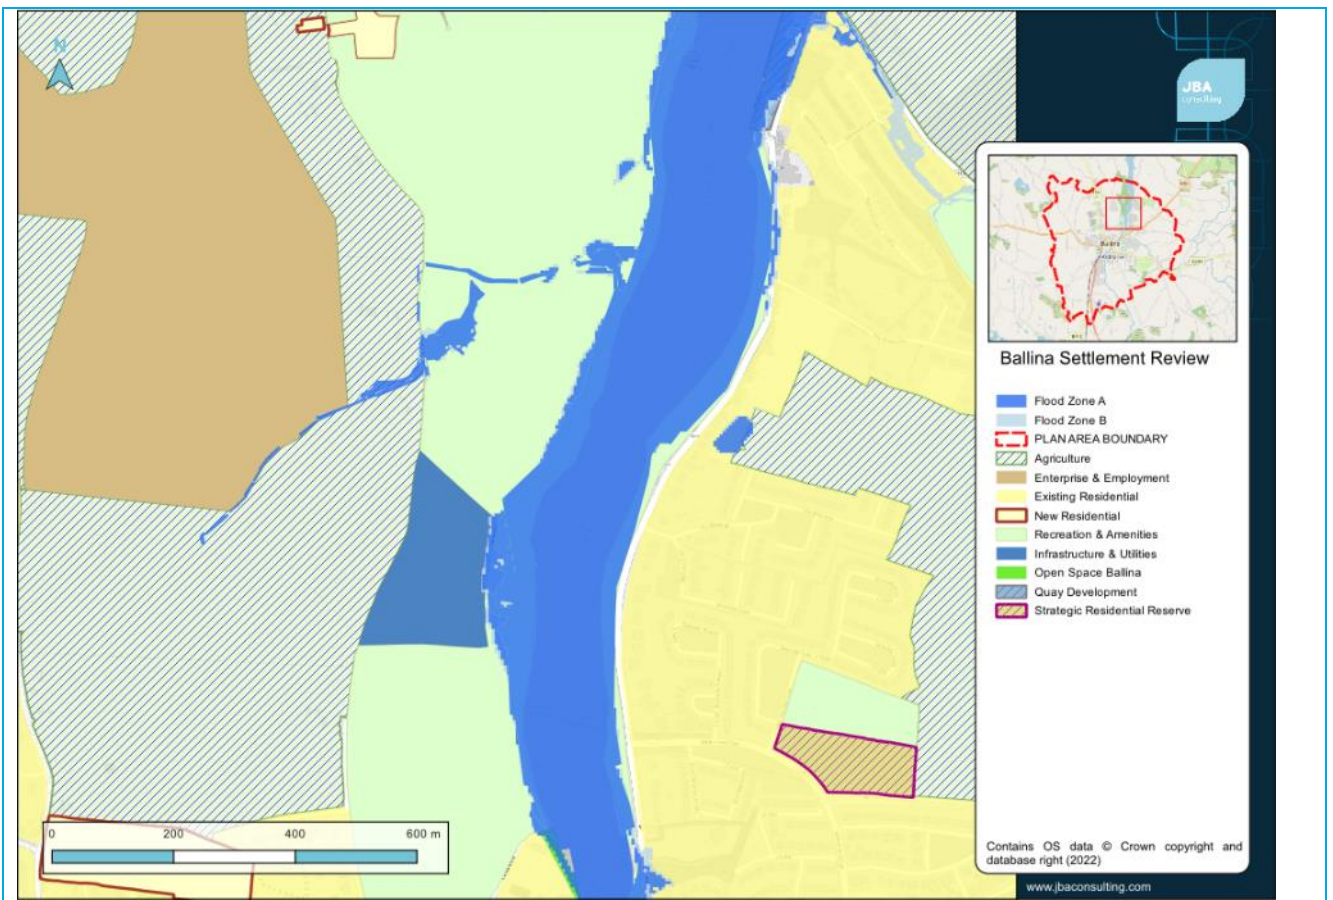 N
JBA
consulting
Ballina
Ballina Settlement Review
Flood Zone A
Flood Zone B
PLAN AREA BOUNDARY
Agriculture
Enterprise & Employment
Existing Residential
New Residential
Recreation & Amenities
Infrastructure & Utilities
Open Space Ballina
Quay Development
Strategic Residential Reserve
0 200 400 600 m
Contains OS data © Crown copyright and
database right (2022)
www.jbaconsulting.com